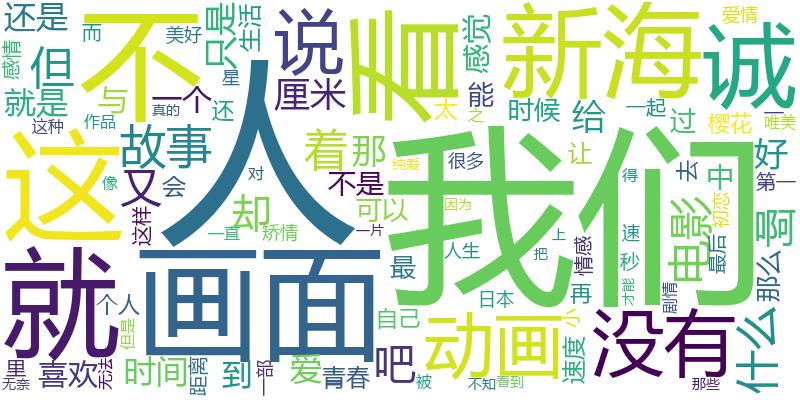 还是
而
美好
只是
生活
不
说
看
感觉
新海
诚
爱情
感情
但
就是
与
一个
星
还
厘米
太
能
时候
给
一起
过
樱花
一
唯美
这种
作品
真的
人
之
我们
这
故事
着
那
纯爱
很多
让
去
中
好
第一
像
又
会
对
不是
因为
得
初恋
啊
这样
却
可以
电影
一直
矫情
一片
人生
上
情感
速
秒
最后
那么
就
画面
最
把
再
才能
剧情
个人
日本
但是
自己
动画
小
没有
什么
里
喜欢
无法
时间
距离
到
一部
爱
青春
吧
被
速度
无奈
不知
看到
那些